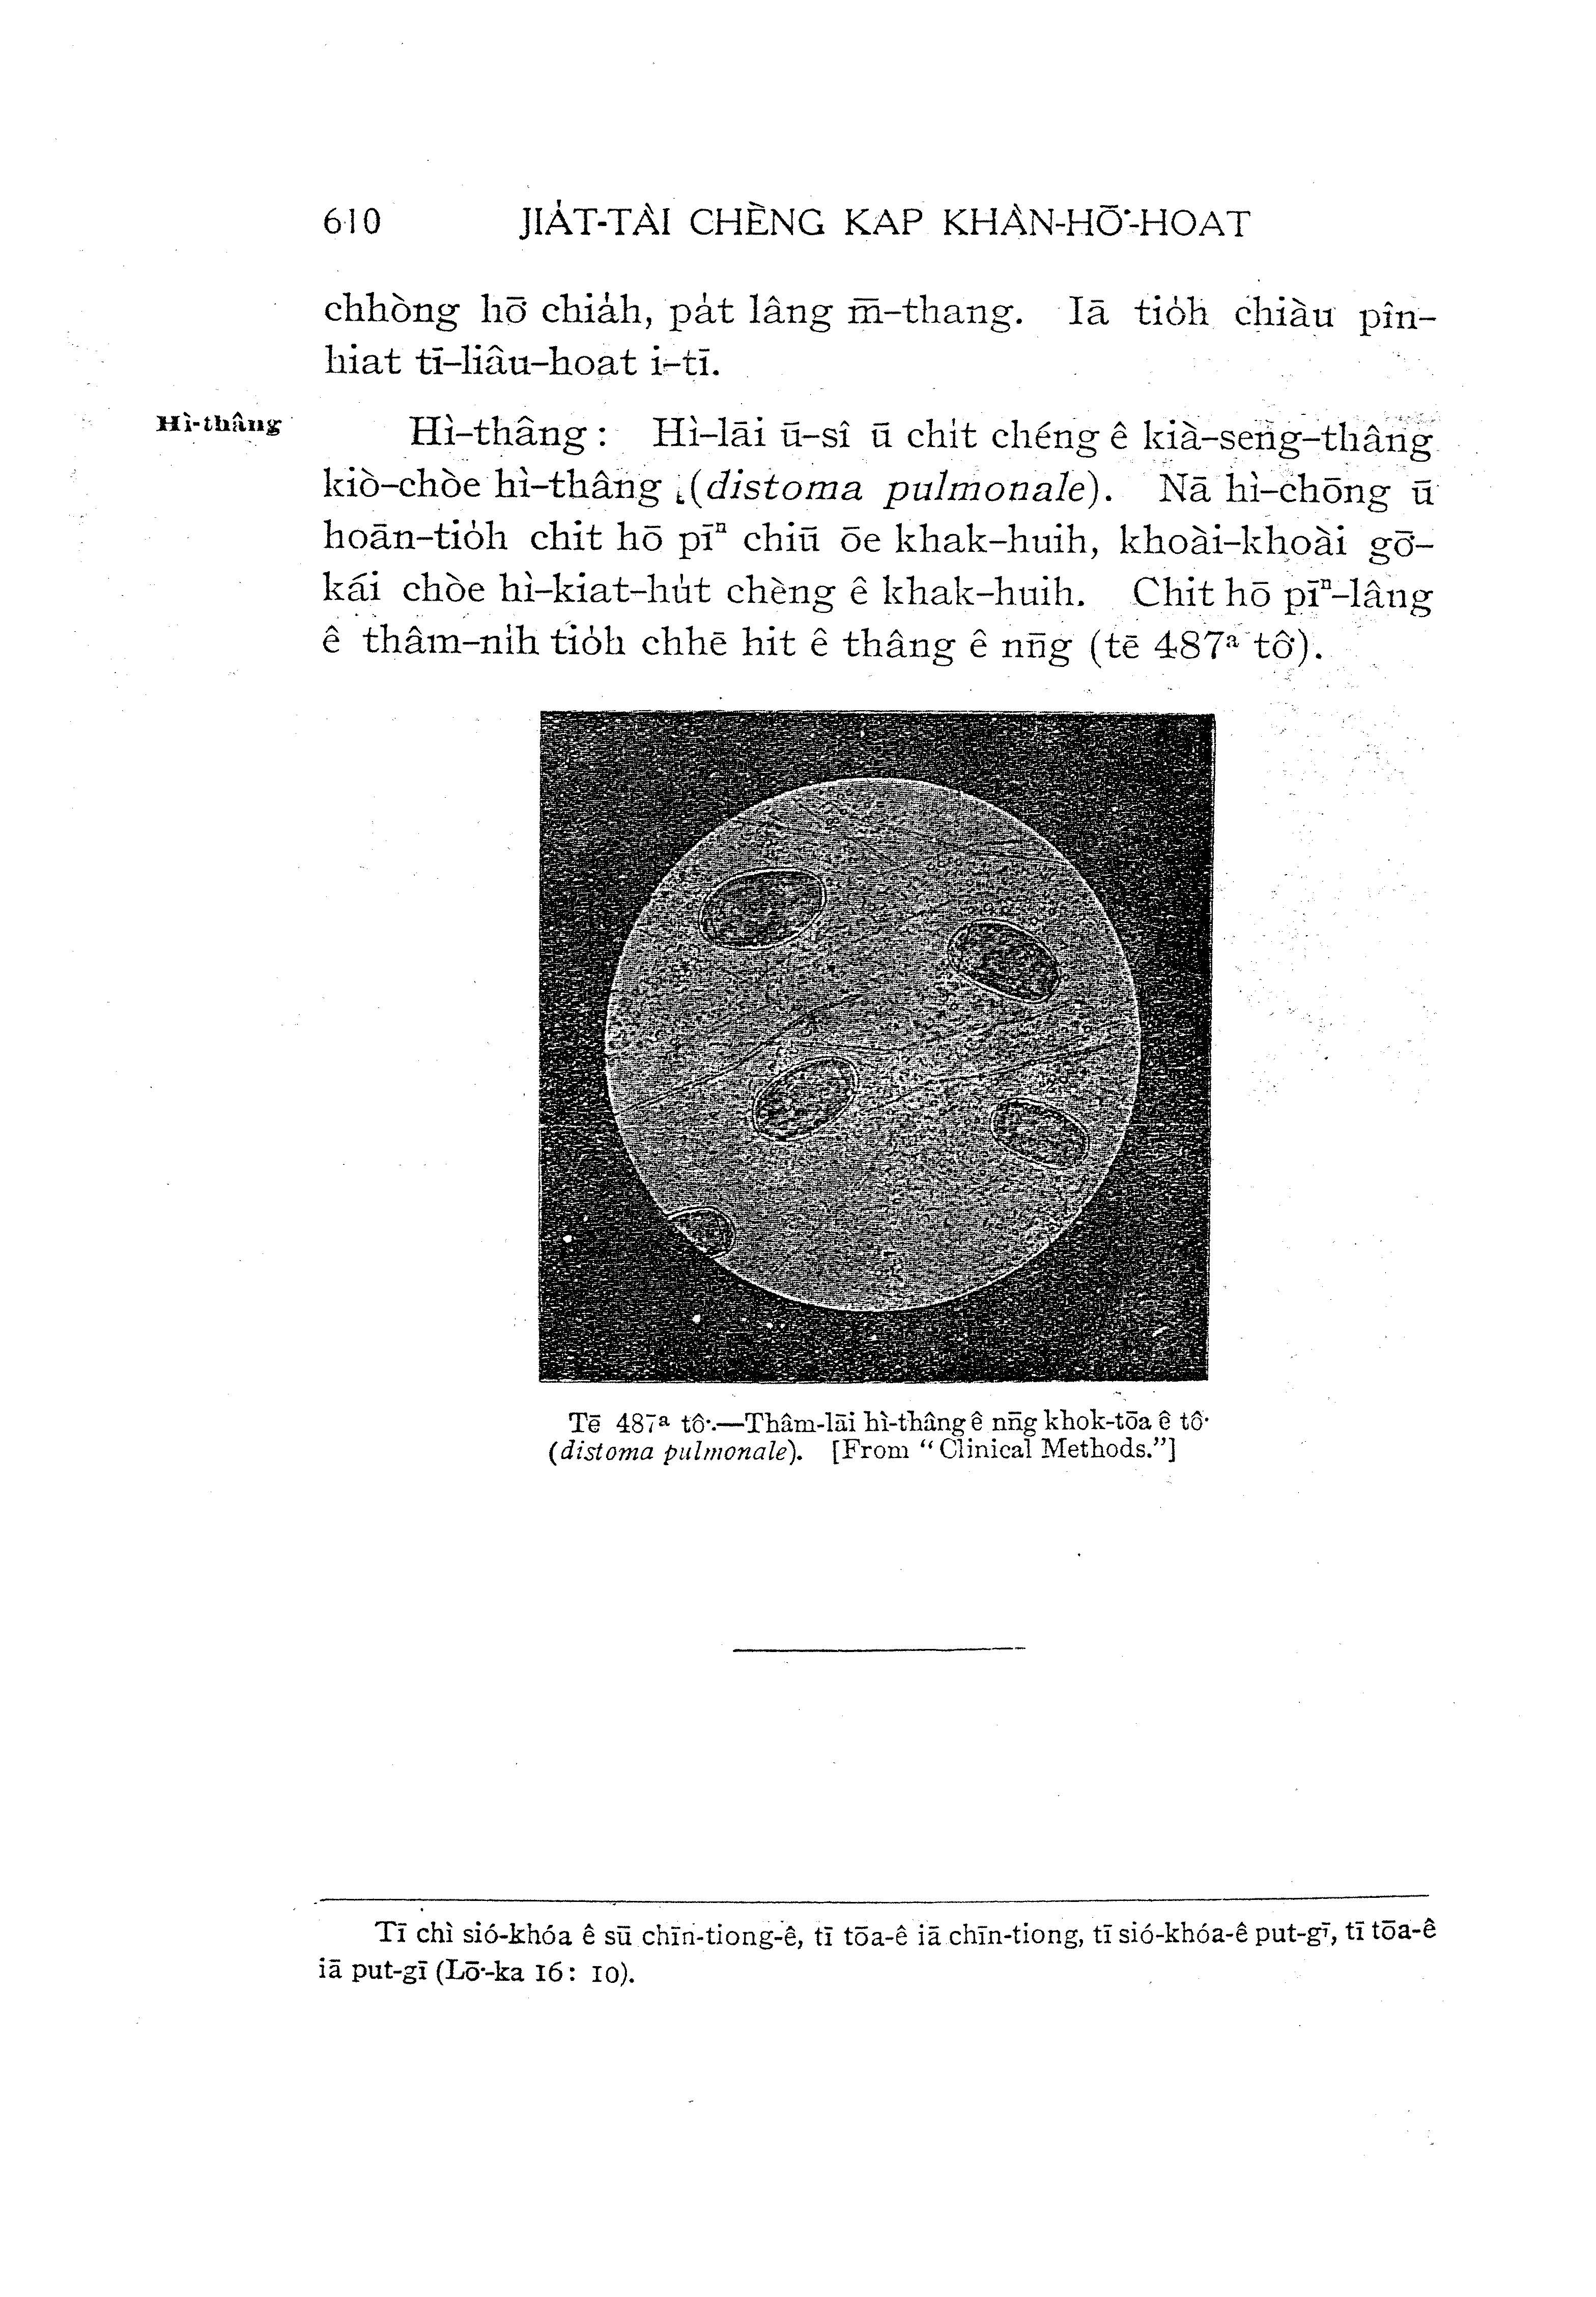 610 JIA̍T-TÀI CHÈNG KAP KHÀN-HŌ͘-HOAT
chhòng hō͘ chia̍h, pa̍t lâng m̄-thang. Iā tio̍h chiàu pîn-
hiat tī-liâu-hoat i-tī.
Hì-thâng
Hì-thâng: Hì-lāi ū-sî ū chit chéng ê kià-seng-thâng
kiò-chòe hì-thâng (distoma pulmonale). Nā hì-chōng ū
hoān-tio̍h chit hō pīⁿ chiū ōe khak-huih, khoài-khoài gō͘-
kái chòe hì-kiat-hu̍t chèng ê khak-huih. Chit hō pīⁿ-lâng
ê thâm-ni̍h tio̍h chhē hit ê thâng ê nn̄g (tē 487ª tô͘).
Tē 487ª tô͘.—Thâm-lāi hì-thâng ê nn̄g khok-tōa ê tô͘
(distoma pulmonale). [From “Clinical Methods.”]
Tī chì sió-khóa ê sū chīn-tiong-ê, tī tōa-ê iā chīn-tiong, tī sió-khóa-ê put-gī, tī tōa-ê
iā put-gī (Lō͘-ka 16: 10).